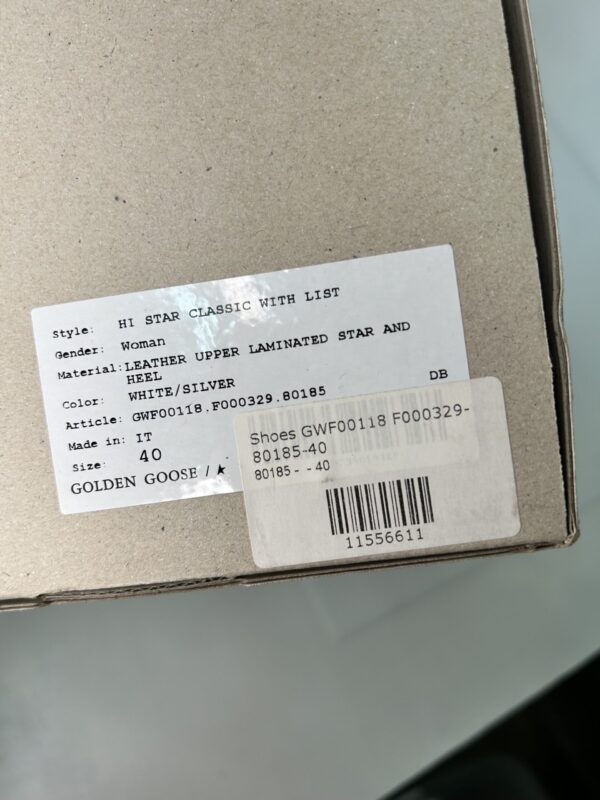 Style: HI STAR CLASSIC WITH LIST
Gender: Woman
Material: LEATHER UPPER LAMINATED STAR AND
HEEL
Color: WHITE/SILVER
Article: GWF00118.F000329.80185
DB
Made in: IT
Size: 40
GOLDEN GOOSE / ★
Shoes GWF00118 F000329-
80185-40
80185 - - 40
11556611